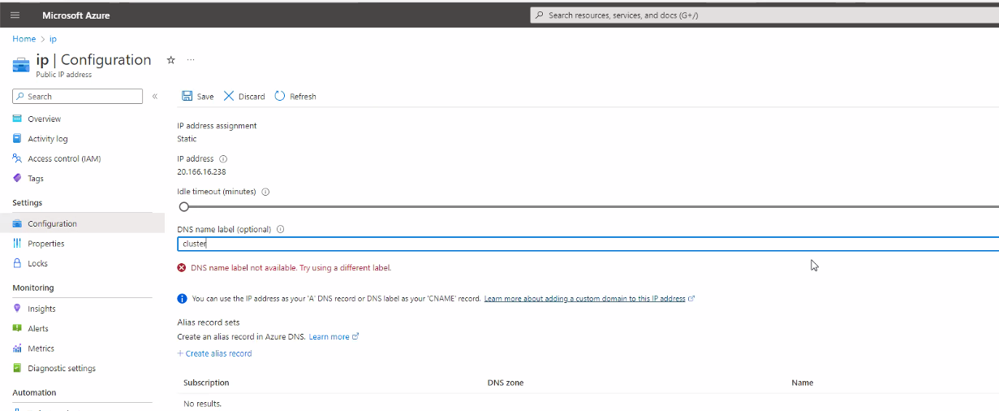 Microsoft Azure
Search resources, services, and docs (G+/)
Home > ip
ip | Configuration
Public IP address
Search
Overview
Activity log
Access control (IAM)
Tags
Settings
Configuration
Properties
Locks
Monitoring
Insights
Alerts
Metrics
Diagnostic settings
Automation
Save
Discard
Refresh
IP address assignment
Static
IP address
20.166.16.238
Idle timeout (minutes)
DNS name label (optional)
cluster
DNS name label not available. Try using a different label.
You can use the IP address as your 'A' DNS record or DNS label as your 'CNAME' record. Learn more about adding a custom domain to this IP address
Alias record sets
Create an alias record in Azure DNS. Learn more
+ Create alias record
Subscription DNS zone Name
No results.